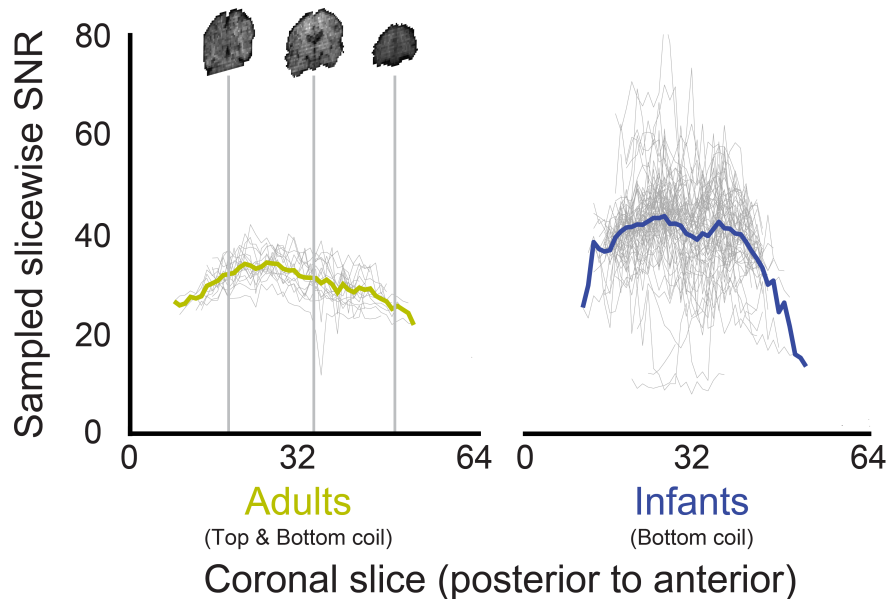 Sampled slicewise SNR
80
60
40
20
0
0 32 64
0 32 64
Adults
(Top & Bottom coil)
Infants
(Bottom coil)
Coronal slice (posterior to anterior)